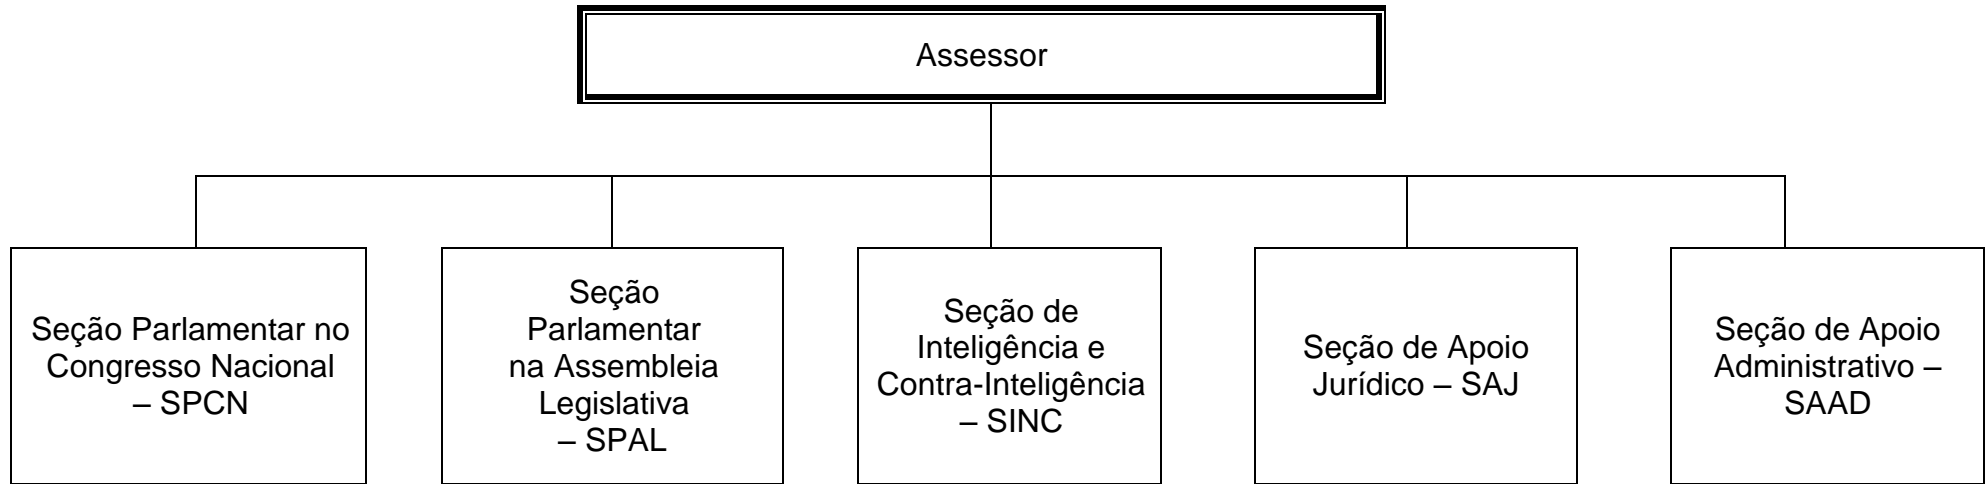 Assessor
Seção Parlamentar no
Congresso Nacional
– SPCN
Seção
Parlamentar
na Assembleia
Legislativa
– SPAL
Seção de
Inteligência e
Contra-Inteligência
– SINC
Seção de Apoio
Jurídico – SAJ
Seção de Apoio
Administrativo –
SAAD